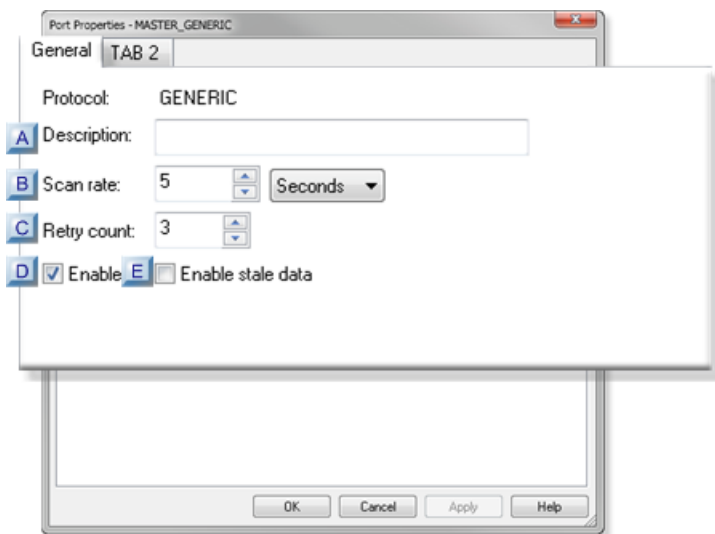 Port Properties - MASTER_GENERIC
General TAB 2
Protocol: GENERIC
A Description:
B Scan rate: 5 Seconds
C Retry count: 3
D Enable E Enable stale data
OK Cancel Apply Help